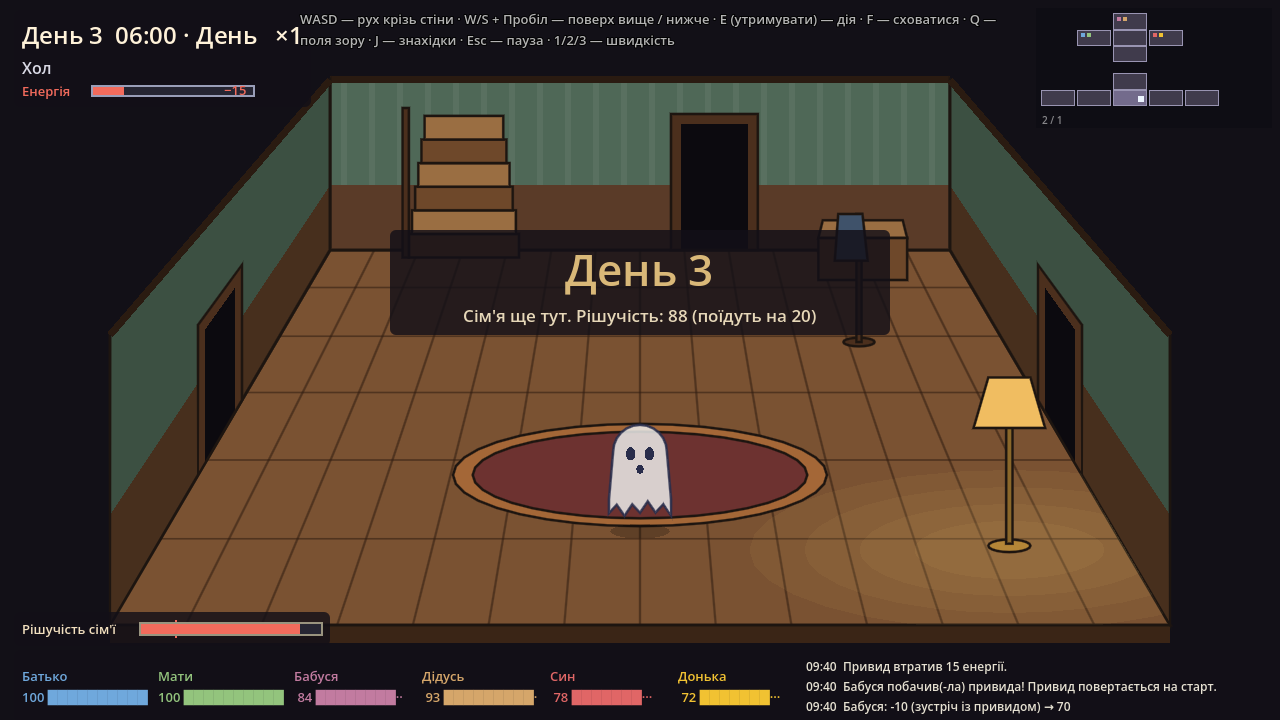 День 3 06:00 · День ×1
WASD — рух крізь стіни · W/S + Пробіл — поверх вище / нижче · E (утримувати) — дія · F — сховатися · Q —
поля зору · J — знахідки · Esc — пауза · 1/2/3 — швидкість
Хол
Енергія −15
2 / 1
День 3
Сім'я ще тут. Рішучість: 88 (поїдуть на 20)
Рішучість сім'ї
Батько Мати Бабуся Дідусь Син Донька
100 100 84 93 78 72
09:40 Привид втратив 15 енергії.
09:40 Бабуся побачив(-ла) привида! Привид повертається на старт.
09:40 Бабуся: -10 (зустріч із привидом) → 70